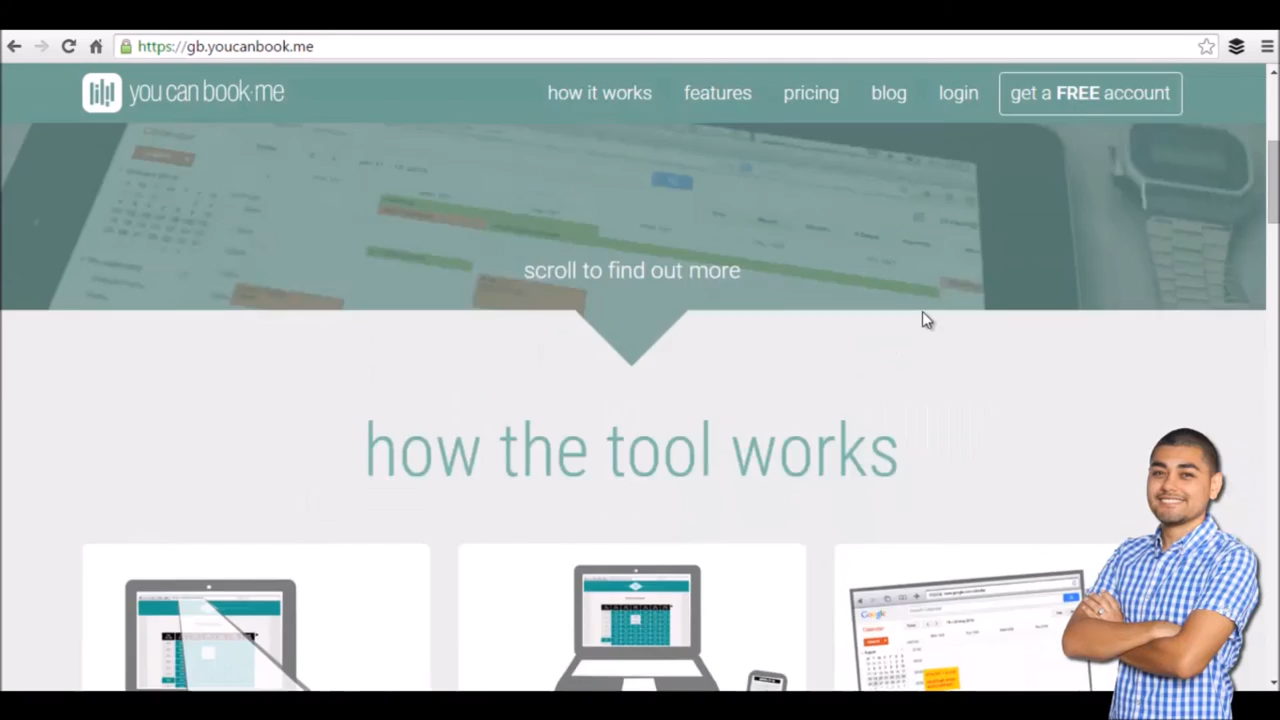 https://gb.youcanbook.me
you can book·me
how it works
features
pricing
blog
login
get a FREE account
scroll to find out more
how the tool works
Google